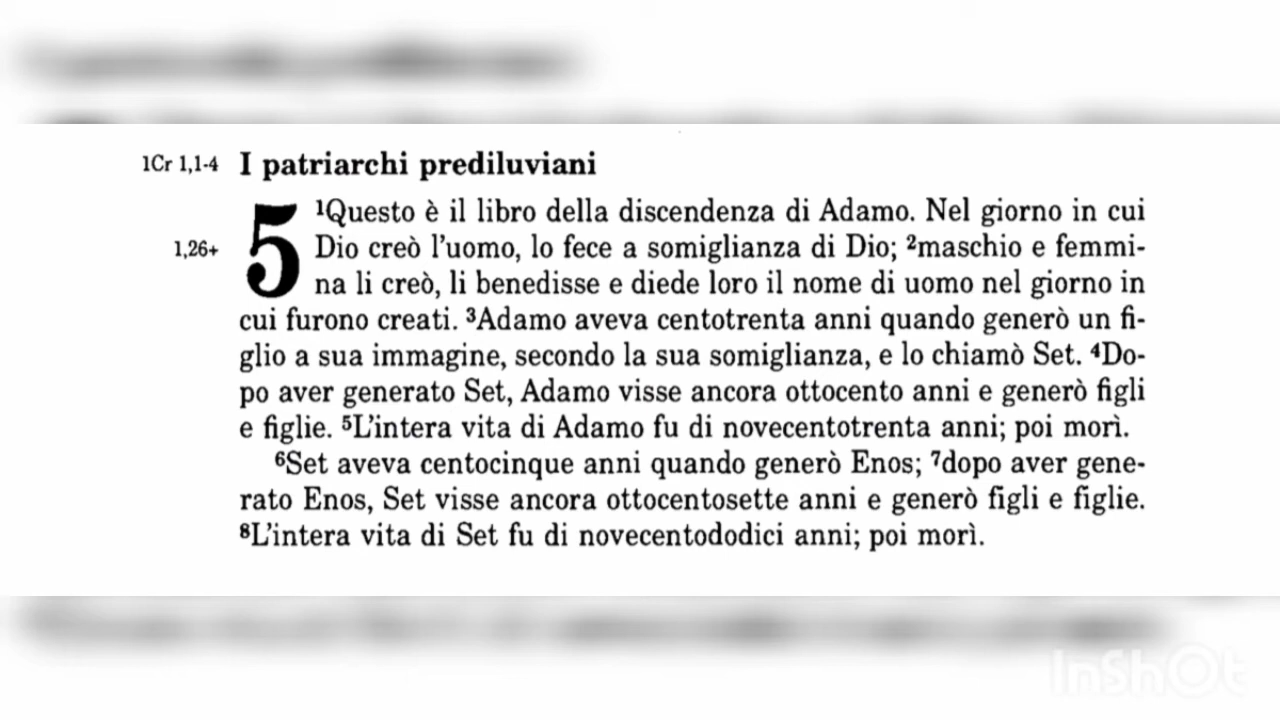 1Cr 1,1-4 I patriarchi prediluviani
5 ¹Questo è il libro della discendenza di Adamo. Nel giorno in cui
1,26+ Dio creò l'uomo, lo fece a somiglianza di Dio; ²maschio e femmi-
na li creò, li benedisse e diede loro il nome di uomo nel giorno in
cui furono creati. ³Adamo aveva centotrenta anni quando generò un fi-
glio a sua immagine, secondo la sua somiglianza, e lo chiamò Set. ⁴Do-
po aver generato Set, Adamo visse ancora ottocento anni e generò figli
e figlie. ⁵L'intera vita di Adamo fu di novecentotrenta anni; poi morì.
⁶Set aveva centocinque anni quando generò Enos; ⁷dopo aver gene-
rato Enos, Set visse ancora ottocentosette anni e generò figli e figlie.
⁸L'intera vita di Set fu di novecentododici anni; poi morì.
InShOt